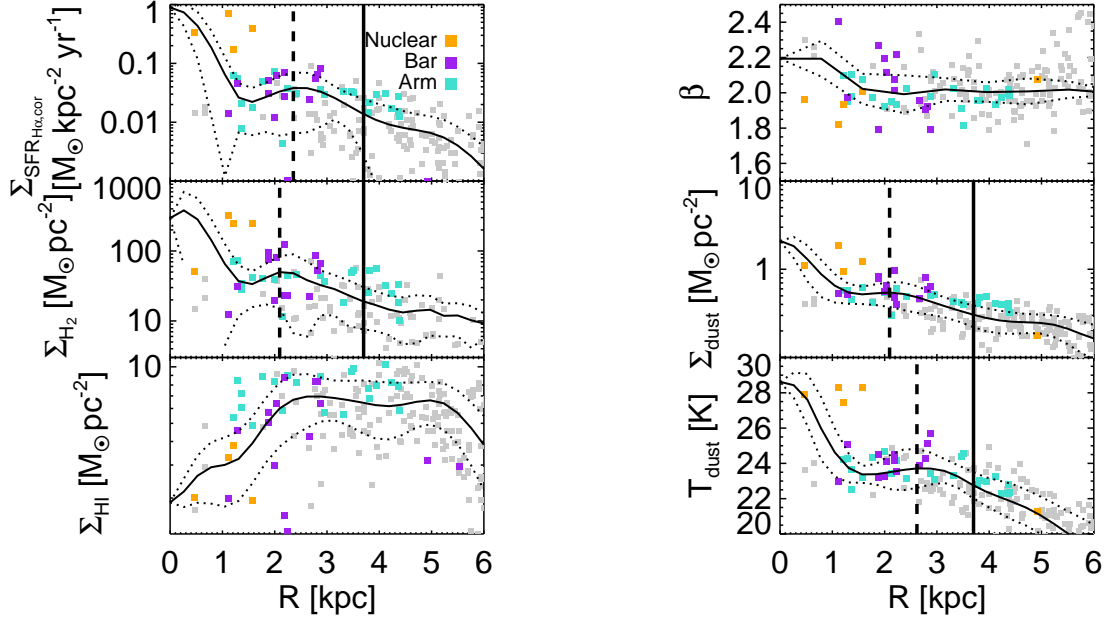 Σ_SFR_Hα,cor [M⊙ kpc⁻² yr⁻¹]
1
0.1
0.01
Nuclear
Bar
Arm
Σ_H₂ [M⊙ pc⁻²]
1000
100
10
Σ_HI [M⊙ pc⁻²]
10
0 1 2 3 4 5 6
R [kpc]
β
2.4
2.2
2.0
1.8
1.6
Σ_dust [M⊙ pc⁻²]
10
1
T_dust [K]
30
28
26
24
22
20
0 1 2 3 4 5 6
R [kpc]